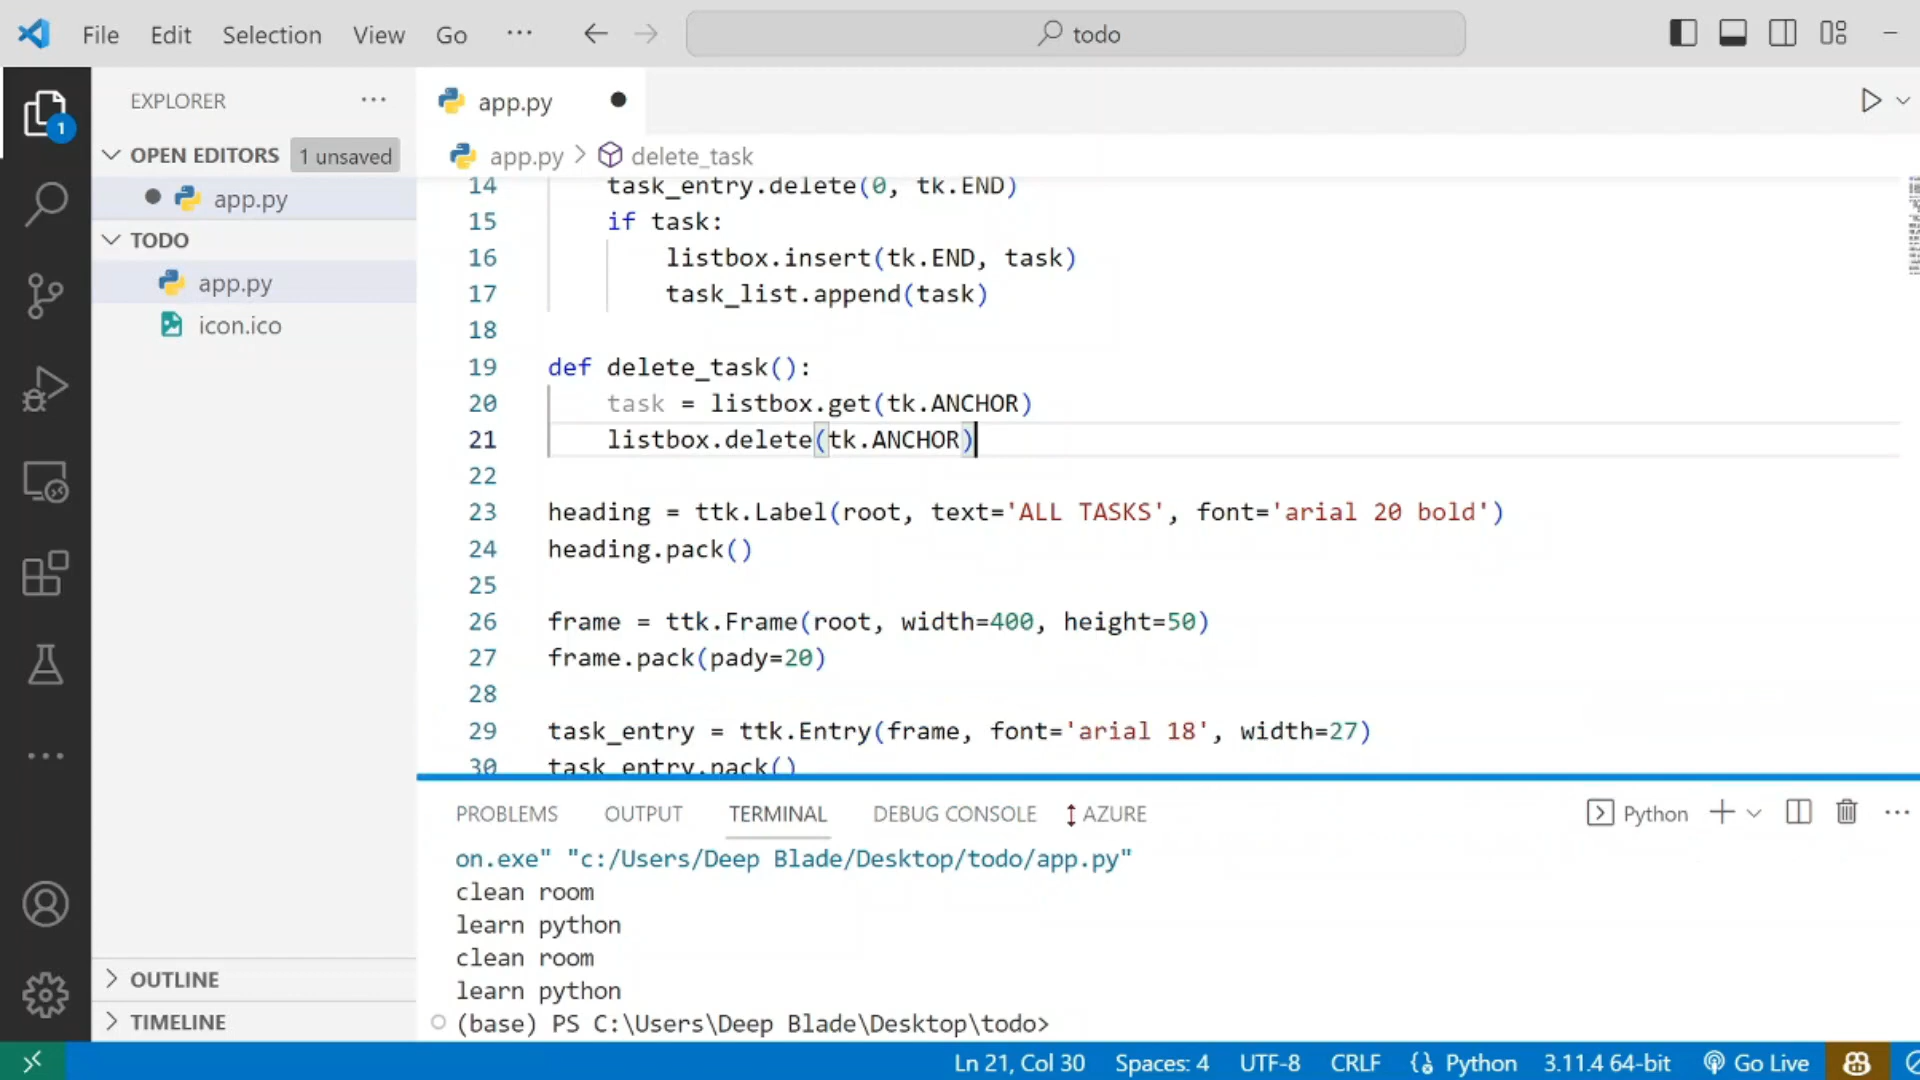 File Edit Selection View Go ··· todo
EXPLORER ···
1
OPEN EDITORS 1 unsaved
app.py
TODO
app.py
icon.ico
OUTLINE
TIMELINE
app.py
app.py > delete_task
14 task_entry.delete(0, tk.END)
15 if task:
16 listbox.insert(tk.END, task)
17 task_list.append(task)
18
19 def delete_task():
20 task = listbox.get(tk.ANCHOR)
21 listbox.delete(tk.ANCHOR)
22
23 heading = ttk.Label(root, text='ALL TASKS', font='arial 20 bold')
24 heading.pack()
25
26 frame = ttk.Frame(root, width=400, height=50)
27 frame.pack(pady=20)
28
29 task_entry = ttk.Entry(frame, font='arial 18', width=27)
30 task_entry.pack()
PROBLEMS OUTPUT TERMINAL DEBUG CONSOLE AZURE Python
on.exe" "c:/Users/Deep Blade/Desktop/todo/app.py"
clean room
learn python
clean room
learn python
(base) PS C:\Users\Deep Blade\Desktop\todo>
Ln 21, Col 30 Spaces: 4 UTF-8 CRLF Python 3.11.4 64-bit Go Live